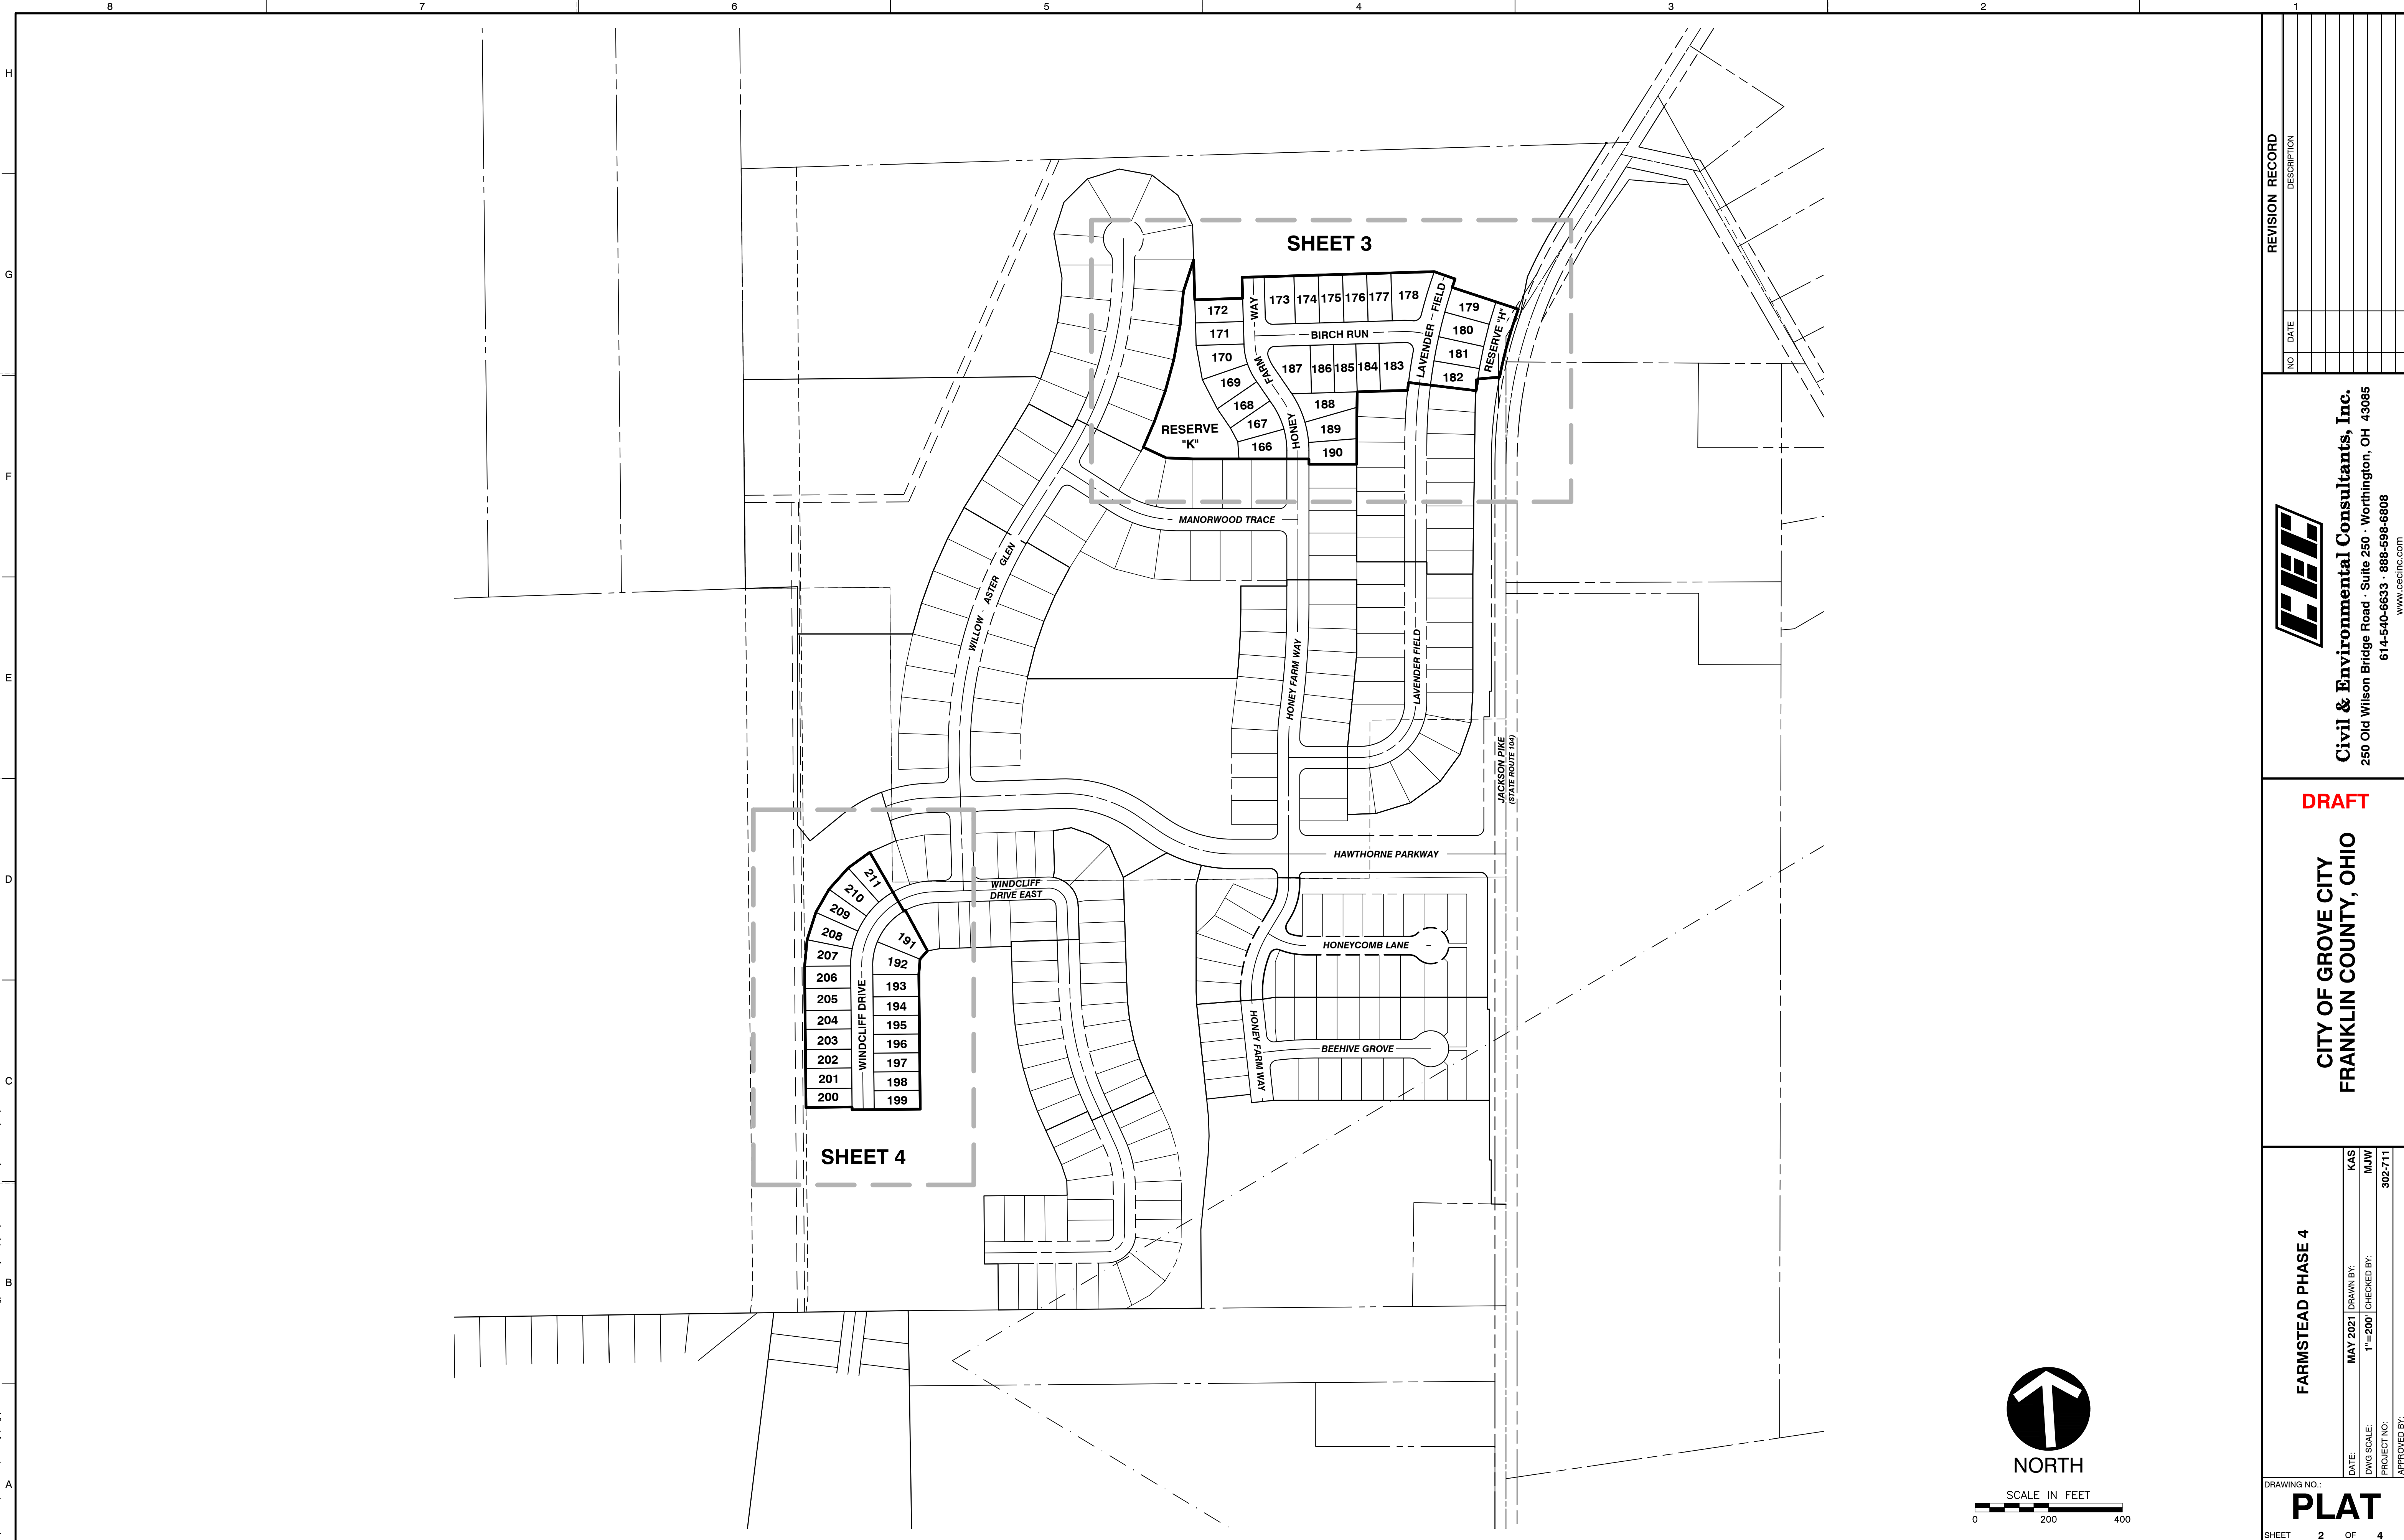 8 7 6 5 4 3 2 1
H
G
F
E
D
C
B
A
SHEET 3
172
171
170
169
168
167
166
WAY
FARM
HONEY
173 174 175 176 177 178
BIRCH RUN
187 186 185 184 183
188
189
190
LAVENDER FIELD
179
180
181
182
RESERVE "H"
RESERVE
"K"
MANORWOOD TRACE
WILLOW ASTER GLEN
HONEY FARM WAY
LAVENDER FIELD
JACKSON PIKE
(STATE ROUTE 104)
HAWTHORNE PARKWAY
WINDCLIFF
DRIVE EAST
HONEYCOMB LANE
HONEY FARM WAY
BEEHIVE GROVE
211
210
209
208
207
206
205
204
203
202
201
200
WINDCLIFF DRIVE
191
192
193
194
195
196
197
198
199
SHEET 4
NORTH
SCALE IN FEET
0 200 400
REVISION RECORD
NO DATE DESCRIPTION
CEC
Civil & Environmental Consultants, Inc.
250 Old Wilson Bridge Road · Suite 250 · Worthington, OH 43085
614-540-6633 · 888-598-6808
www.cecinc.com
DRAFT
CITY OF GROVE CITY
FRANKLIN COUNTY, OHIO
FARMSTEAD PHASE 4
DATE: MAY 2021 DRAWN BY: KAS
DWG SCALE: 1"=200' CHECKED BY: MJW
PROJECT NO: 302-711
APPROVED BY:
DRAWING NO.:
PLAT
SHEET 2 OF 4